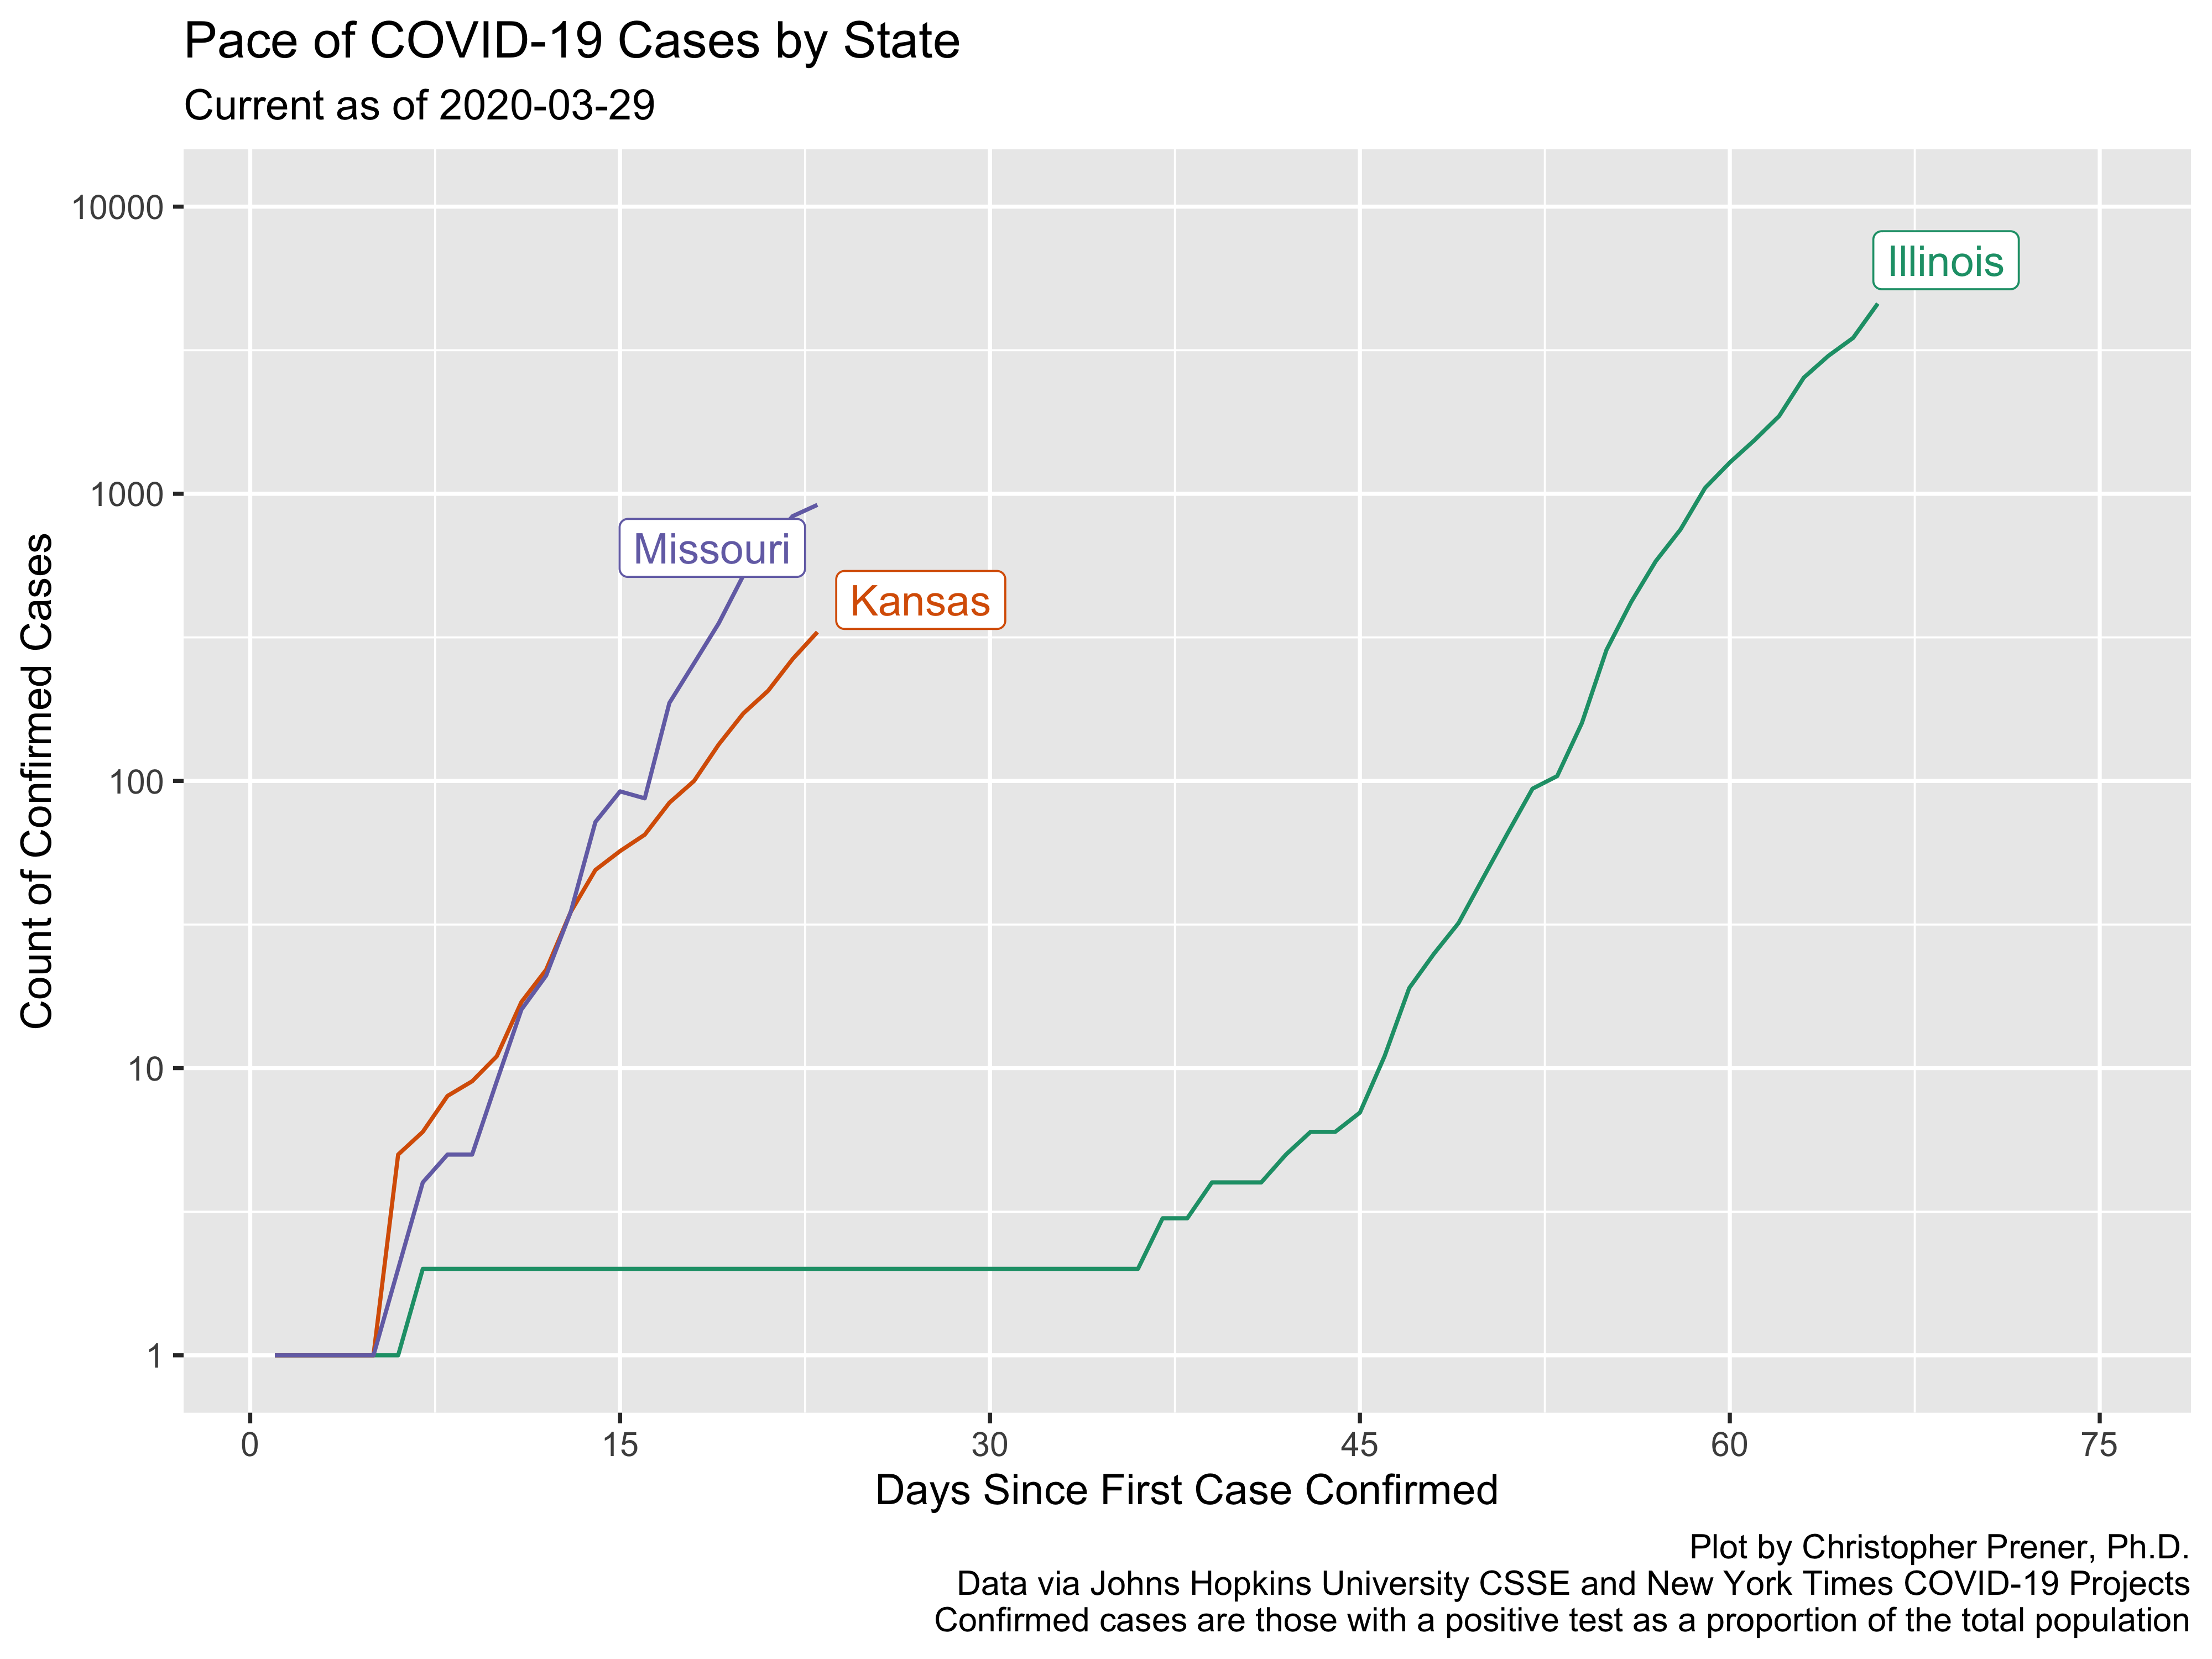 Pace of COVID-19 Cases by State
Current as of 2020-03-29
Count of Confirmed Cases
10000
1000
100
10
1
Illinois
Missouri
Kansas
0 15 30 45 60 75
Days Since First Case Confirmed
Plot by Christopher Prener, Ph.D.
Data via Johns Hopkins University CSSE and New York Times COVID-19 Projects
Confirmed cases are those with a positive test as a proportion of the total population